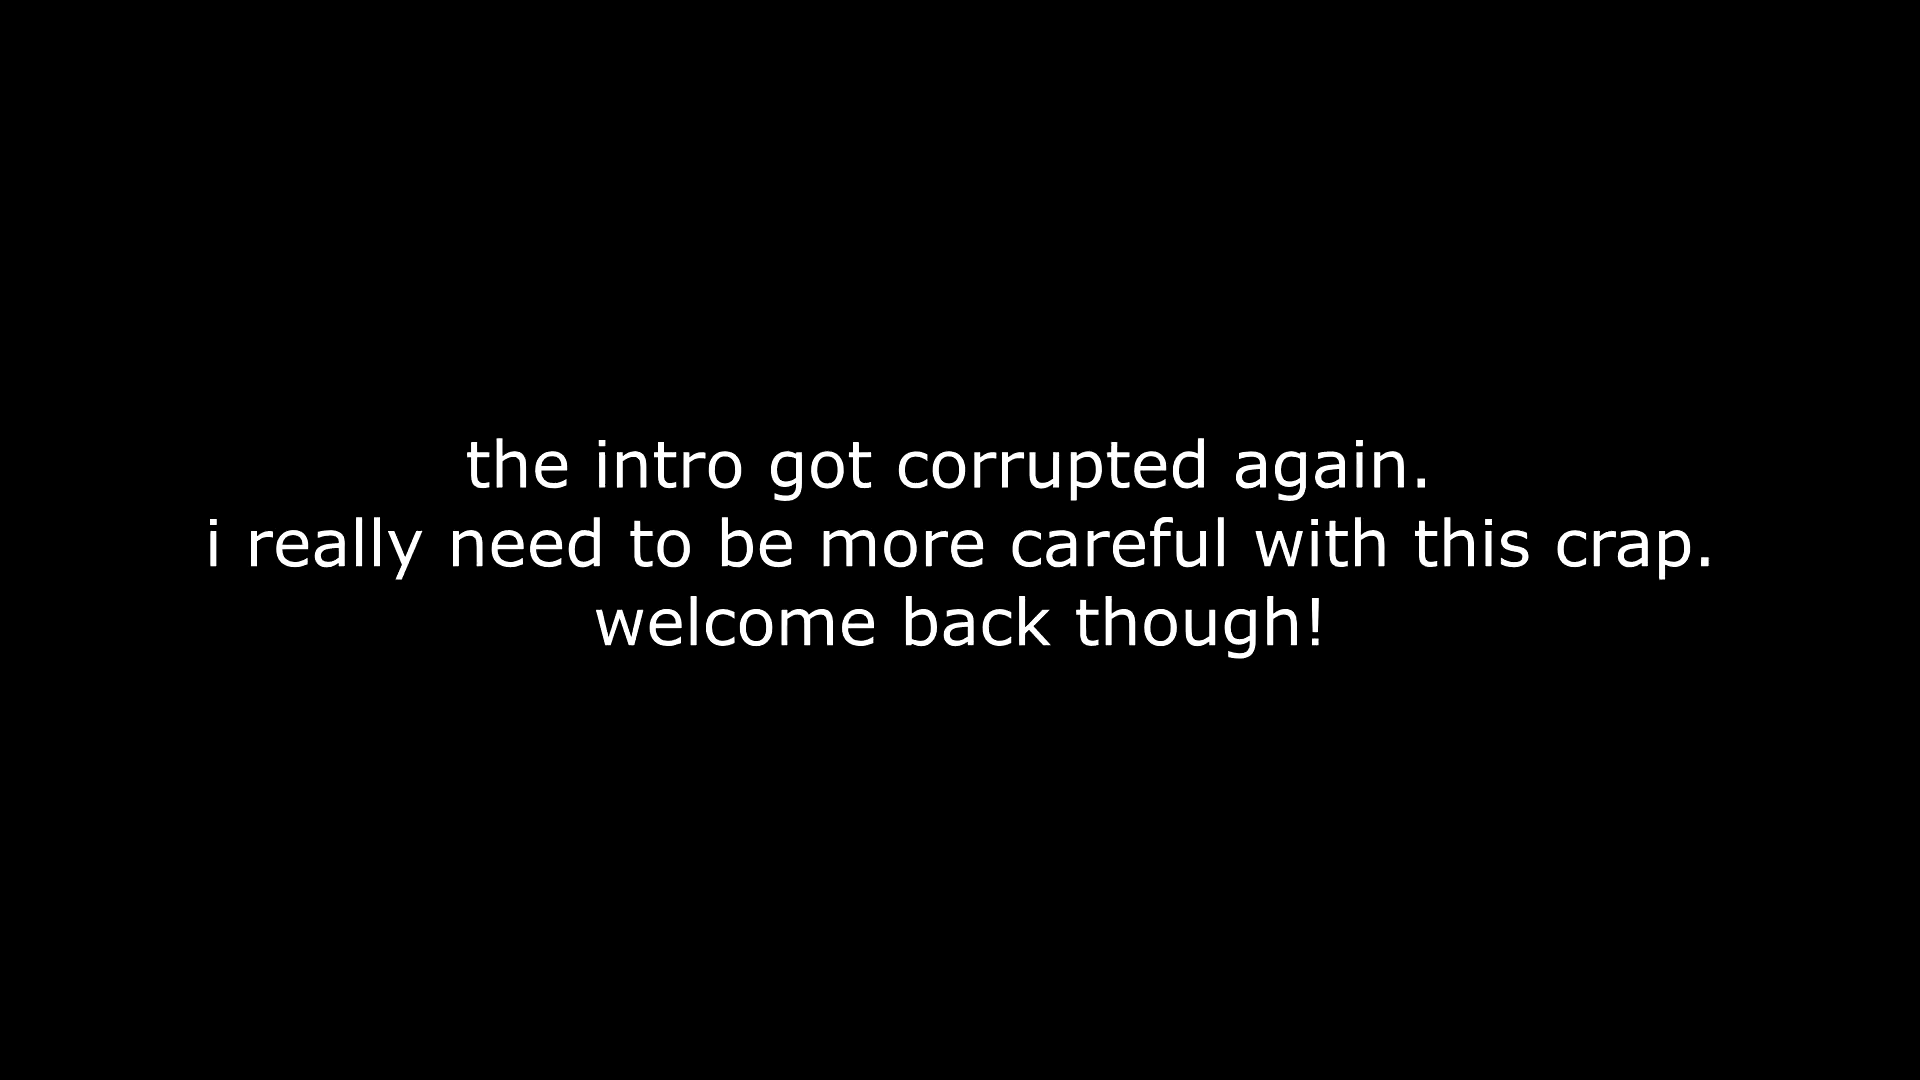 the intro got corrupted again.
i really need to be more careful with this crap.
welcome back though!